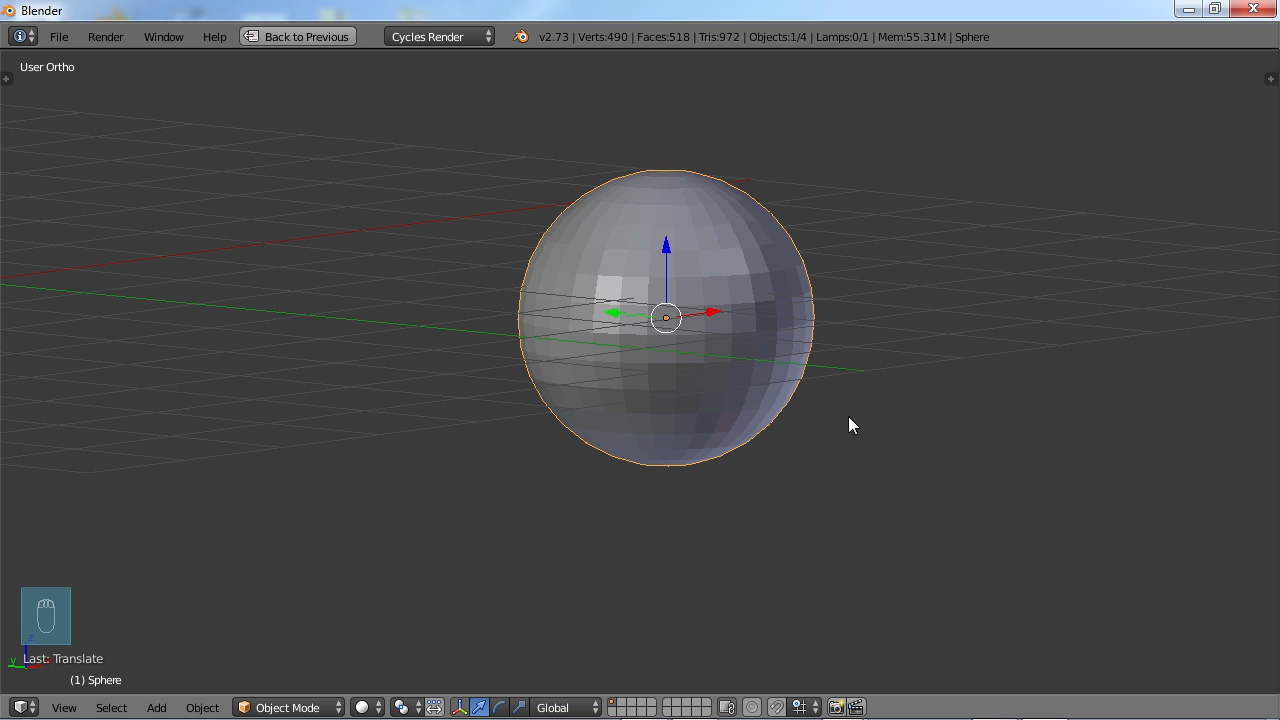 Blender
File Render Window Help Back to Previous Cycles Render v2.73 | Verts:490 | Faces:518 | Tris:972 | Objects:1/4 | Lamps:0/1 | Mem:55.31M | Sphere
User Ortho
z
y Last: Translate
(1) Sphere
View Select Add Object Object Mode Global